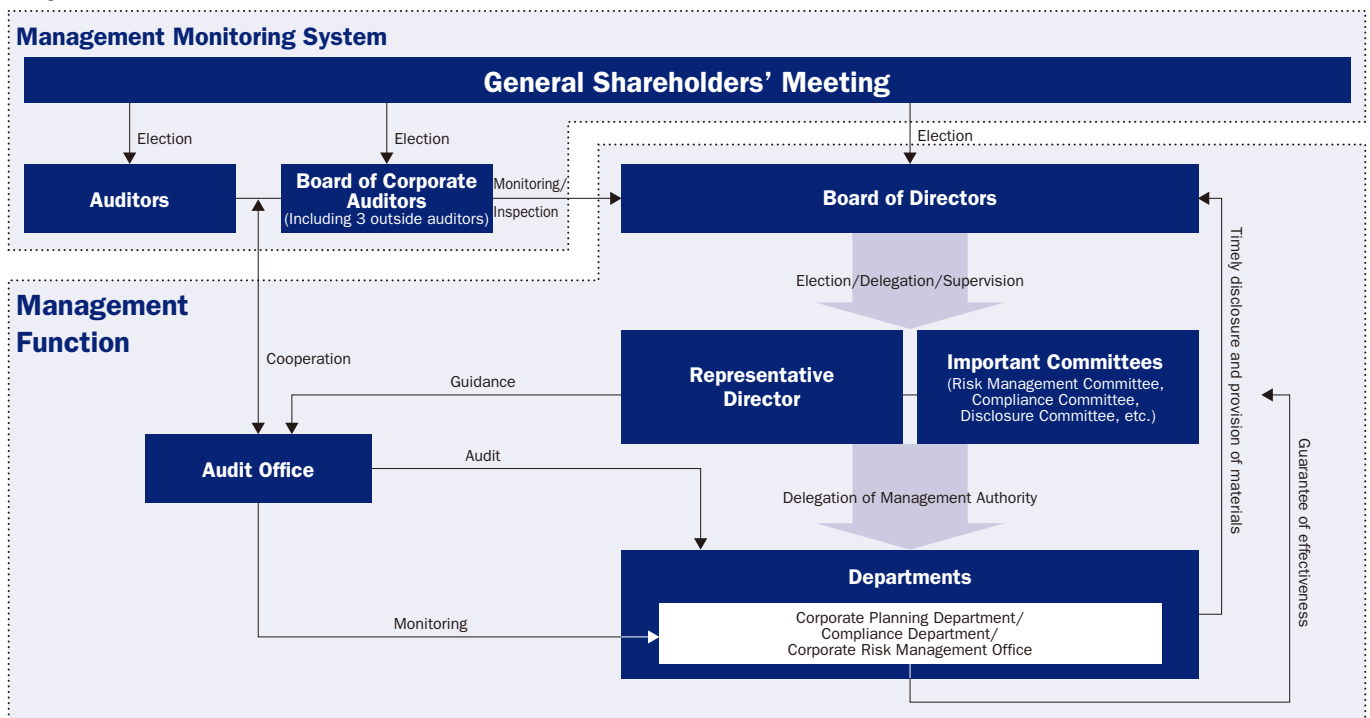 Management Monitoring System
General Shareholders' Meeting
Election
Election
Election
Auditors
Board of Corporate
Auditors
(Including 3 outside auditors)
Monitoring/
Inspection
Board of Directors
Election/Delegation/Supervision
Timely disclosure and provision of materials
Management
Function
Cooperation
Guidance
Representative
Director
Important Committees
(Risk Management Committee,
Compliance Committee,
Disclosure Committee, etc.)
Guarantee of effectiveness
Audit Office
Audit
Delegation of Management Authority
Departments
Corporate Planning Department/
Compliance Department/
Corporate Risk Management Office
Monitoring